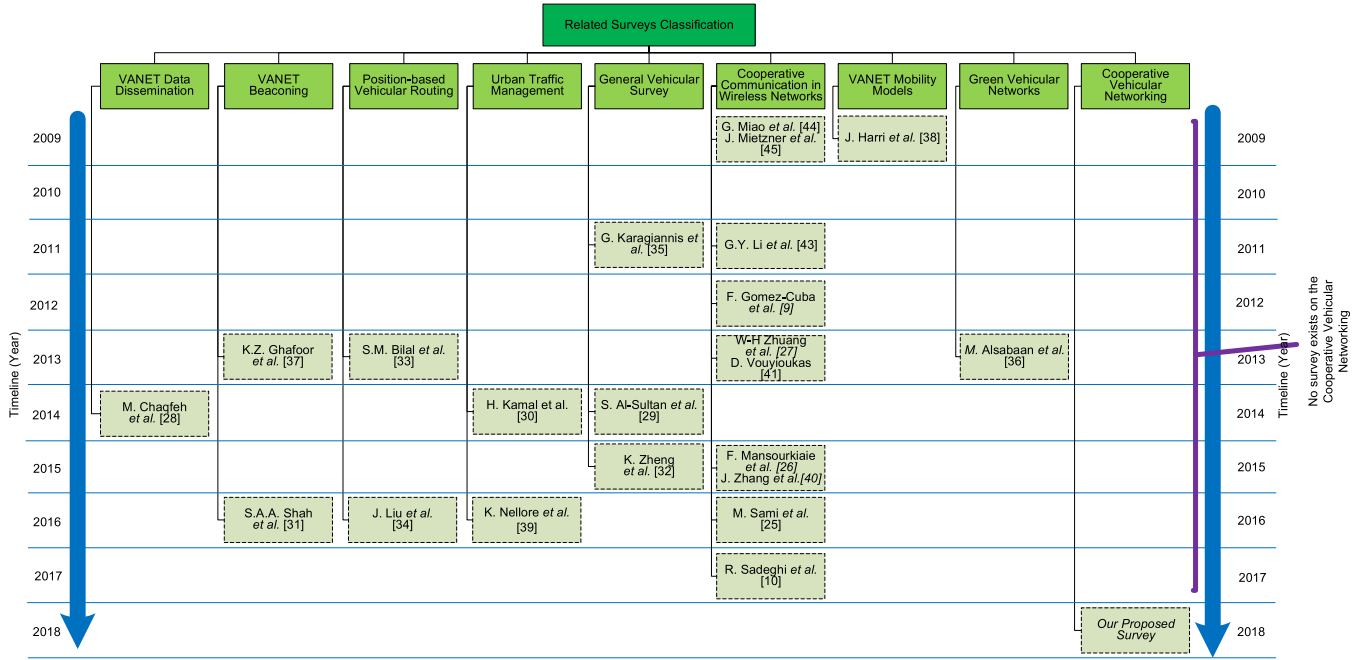 Related Surveys Classification
VANET Data
Dissemination
VANET
Beaconing
Position-based
Vehicular Routing
Urban Traffic
Management
General Vehicular
Survey
Cooperative
Communication in
Wireless Networks
VANET Mobility
Models
Green Vehicular
Networks
Cooperative
Vehicular
Networking
2009
G. Miao et al. [44]
J. Mietzner et al.
[45]
J. Harri et al. [38]
2009
2010
2010
2011
G. Karagiannis et
al. [35]
G.Y. Li et al. [43]
2011
2012
F. Gomez-Cuba
et al. [9]
2012
2013
K.Z. Ghafoor
et al. [37]
S.M. Bilal et al.
[33]
W-H Zhuang
et al. [27]
D. Vouyioukas
[41]
M. Alsabaan et al.
[36]
2013
2014
M. Chaqfeh
et al. [28]
H. Kamal et al.
[30]
S. Al-Sultan et al.
[29]
2014
2015
K. Zheng
et al. [32]
F. Mansourkiaie
et al. [26]
J. Zhang et al.[40]
2015
2016
S.A.A. Shah
et al. [31]
J. Liu et al.
[34]
K. Nellore et al.
[39]
M. Sami et al.
[25]
2016
2017
R. Sadeghi et al.
[10]
2017
2018
Our Proposed
Survey
2018
Timeline (Year)
Timeline (Year)
No survey exists on the
Cooperative Vehicular
Networking